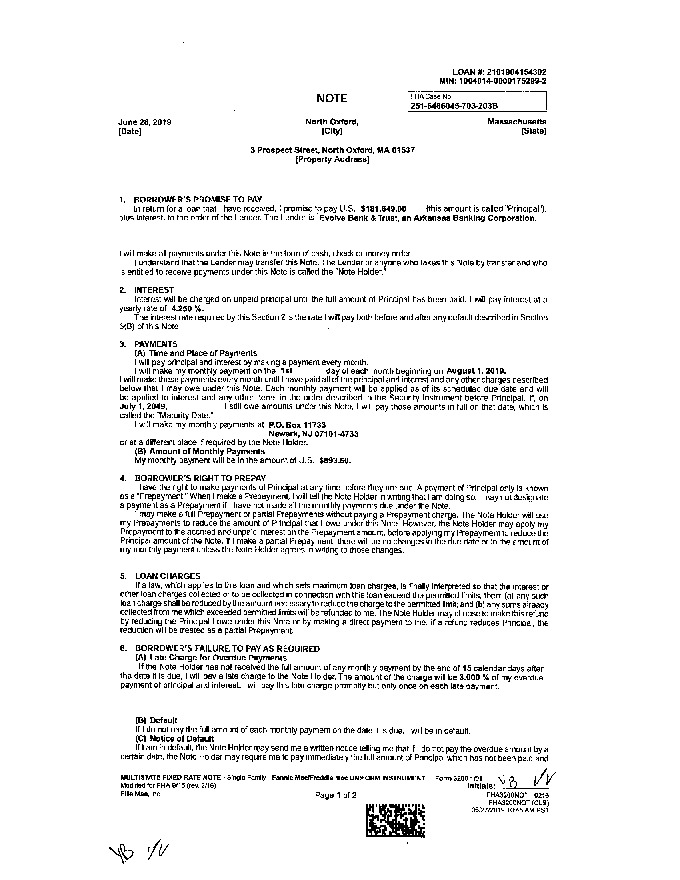 LOAN #: 2101904154302
MIN: 1004014-0000175299-2
NOTE
FHA Case No.
251-5466045-703-203B
June 28, 2019
[Date]
North Oxford,
[City]
Massachusetts
[State]
3 Prospect Street, North Oxford, MA 01537
[Property Address]
1. BORROWER'S PROMISE TO PAY
In return for a loan that I have received, I promise to pay U.S. $181,649.00 (this amount is called "Principal"),
plus interest, to the order of the Lender. The Lender is Evolve Bank & Trust, an Arkansas Banking Corporation.
I will make all payments under this Note in the form of cash, check or money order.
I understand that the Lender may transfer this Note. The Lender or anyone who takes this Note by transfer and who
is entitled to receive payments under this Note is called the "Note Holder."
2. INTEREST
Interest will be charged on unpaid principal until the full amount of Principal has been paid. I will pay interest at a
yearly rate of 4.250 %.
The interest rate required by this Section 2 is the rate I will pay both before and after any default described in Section
6(B) of this Note.
3. PAYMENTS
(A) Time and Place of Payments
I will pay principal and interest by making a payment every month.
I will make my monthly payment on the 1st day of each month beginning on August 1, 2019.
I will make these payments every month until I have paid all of the principal and interest and any other charges described
below that I may owe under this Note. Each monthly payment will be applied as of its scheduled due date and will
be applied to interest and any other items in the order described in the Security Instrument before Principal. If, on
July 1, 2049, I still owe amounts under this Note, I will pay those amounts in full on that date, which is
called the "Maturity Date."
I will make my monthly payments at P.O. Box 11733
Newark, NJ 07101-4733
or at a different place if required by the Note Holder.
(B) Amount of Monthly Payments
My monthly payment will be in the amount of U.S. $893.60.
4. BORROWER'S RIGHT TO PREPAY
I have the right to make payments of Principal at any time before they are due. A payment of Principal only is known
as a "Prepayment." When I make a Prepayment, I will tell the Note Holder in writing that I am doing so. I may not designate
a payment as a Prepayment if I have not made all the monthly payments due under the Note.
I may make a full Prepayment or partial Prepayments without paying a Prepayment charge. The Note Holder will use
my Prepayments to reduce the amount of Principal that I owe under this Note. However, the Note Holder may apply my
Prepayment to the accrued and unpaid interest on the Prepayment amount, before applying my Prepayment to reduce the
Principal amount of the Note. If I make a partial Prepayment, there will be no changes in the due date or in the amount of
my monthly payment unless the Note Holder agrees in writing to those changes.
5. LOAN CHARGES
If a law, which applies to this loan and which sets maximum loan charges, is finally interpreted so that the interest or
other loan charges collected or to be collected in connection with this loan exceed the permitted limits, then: (a) any such
loan charge shall be reduced by the amount necessary to reduce the charge to the permitted limit; and (b) any sums already
collected from me which exceeded permitted limits will be refunded to me. The Note Holder may choose to make this refund
by reducing the Principal I owe under this Note or by making a direct payment to me. If a refund reduces Principal, the
reduction will be treated as a partial Prepayment.
6. BORROWER'S FAILURE TO PAY AS REQUIRED
(A) Late Charge for Overdue Payments
If the Note Holder has not received the full amount of any monthly payment by the end of 15 calendar days after
the date it is due, I will pay a late charge to the Note Holder. The amount of the charge will be 3.000 % of my overdue
payment of principal and interest. I will pay this late charge promptly but only once on each late payment.
(B) Default
If I do not pay the full amount of each monthly payment on the date it is due, I will be in default.
(C) Notice of Default
If I am in default, the Note Holder may send me a written notice telling me that if I do not pay the overdue amount by a
certain date, the Note Holder may require me to pay immediately the full amount of Principal which has not been paid and
MULTISTATE FIXED RATE NOTE - Single Family - Fannie Mae/Freddie Mac UNIFORM INSTRUMENT Form 3200 1/01
Modified for FHA 9/15 (rev. 2/16)
Ellie Mae, Inc.
Page 1 of 2
Initials:
FHA3200NOT 0216
FHA3200NOT (CLS)